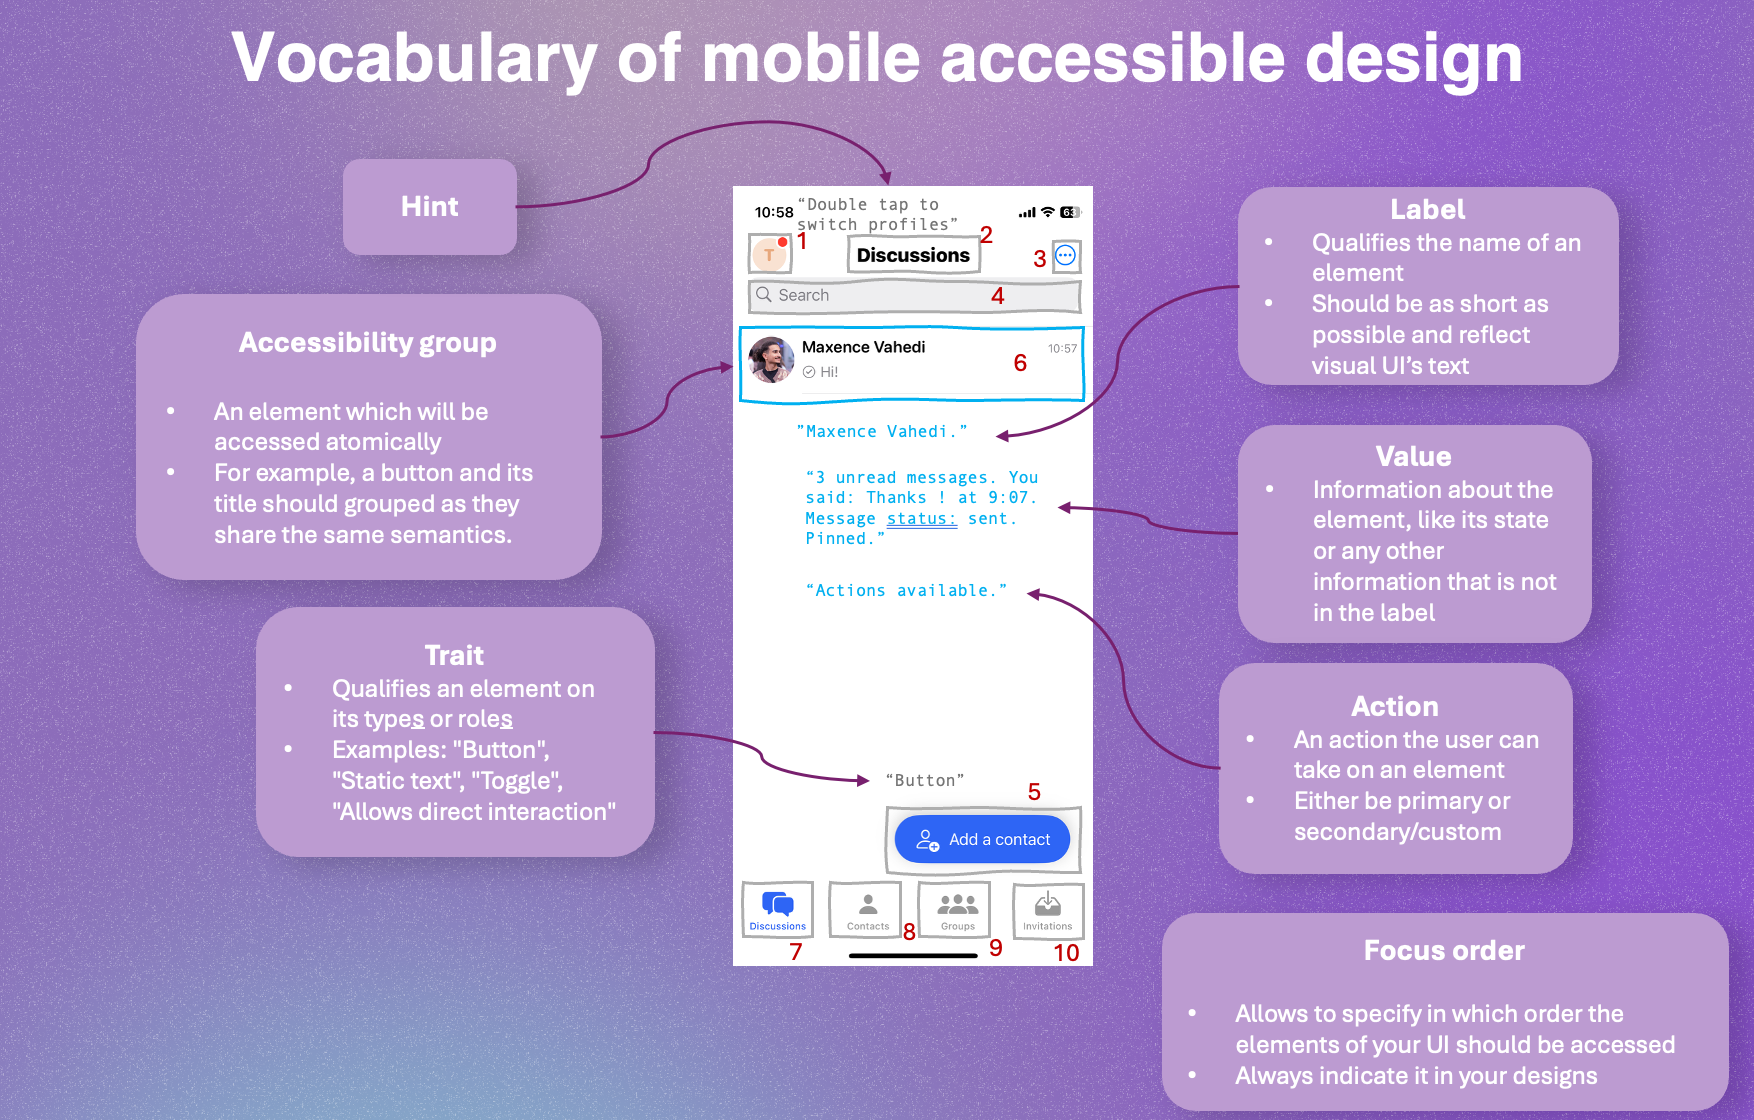 Vocabulary of mobile accessible design
Hint
Accessibility group
• An element which will be
accessed atomically
• For example, a button and its
title should grouped as they
share the same semantics.
Trait
• Qualifies an element on
its types or roles
• Examples: "Button",
"Static text", "Toggle",
"Allows direct interaction"
10:58
“Double tap to
switch profiles”
63
T
1
Discussions
2
3
Search
4
Maxence Vahedi
10:57
Hi!
6
”Maxence Vahedi.”
“3 unread messages. You
said: Thanks ! at 9:07.
Message status: sent.
Pinned.”
“Actions available.”
“Button”
5
Add a contact
Discussions
Contacts
Groups
Invitations
7
8
9
10
Label
• Qualifies the name of an
element
• Should be as short as
possible and reflect
visual UI’s text
Value
• Information about the
element, like its state
or any other
information that is not
in the label
Action
• An action the user can
take on an element
• Either be primary or
secondary/custom
Focus order
• Allows to specify in which order the
elements of your UI should be accessed
• Always indicate it in your designs